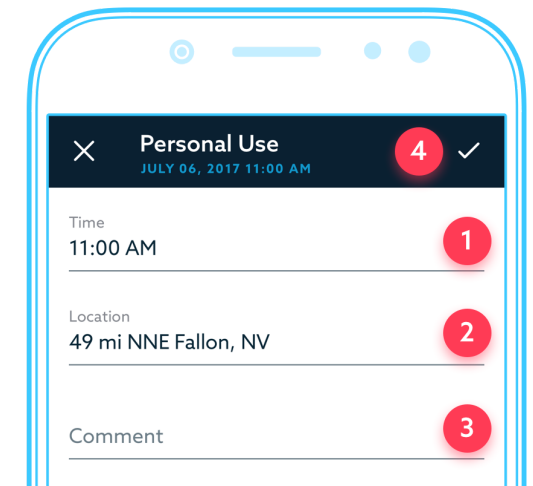 Personal Use
4
JULY 06, 2017 11:00 AM
Time
11:00 AM
1
Location
49 mi NNE Fallon, NV
2
Comment
3